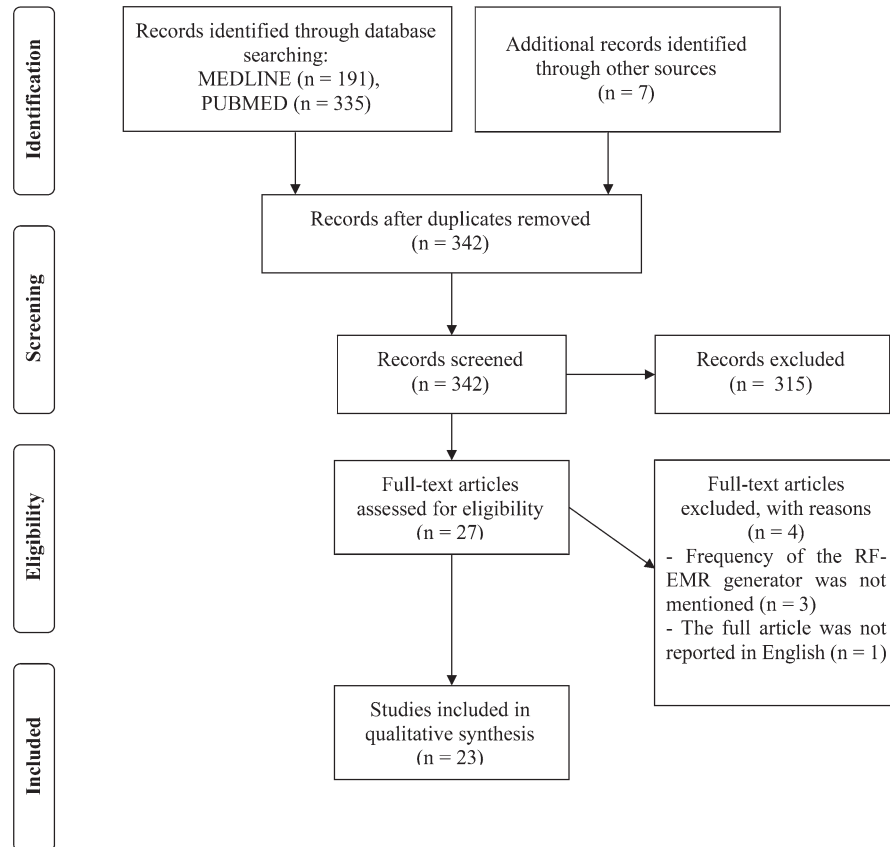 Identification
Records identified through database
searching:
MEDLINE (n = 191),
PUBMED (n = 335)
Additional records identified
through other sources
(n = 7)
Records after duplicates removed
(n = 342)
Screening
Records screened
(n = 342)
Records excluded
(n = 315)
Eligibility
Full-text articles
assessed for eligibility
(n = 27)
Full-text articles
excluded, with reasons
(n = 4)
- Frequency of the RF-
EMR generator was not
mentioned (n = 3)
- The full article was not
reported in English (n = 1)
Included
Studies included in
qualitative synthesis
(n = 23)